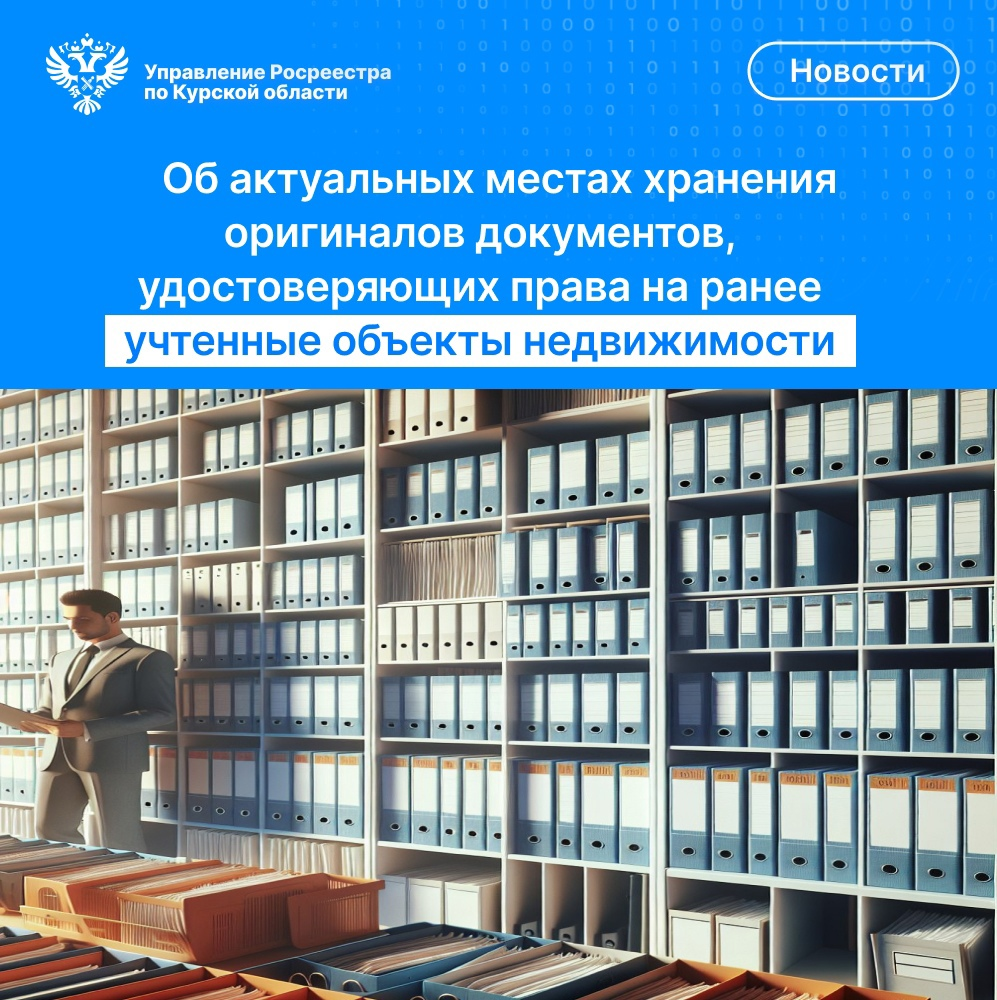 Управление Росреестра
по Курской области
Новости
Об актуальных местах хранения
оригиналов документов,
удостоверяющих права на ранее
учтенные объекты недвижимости